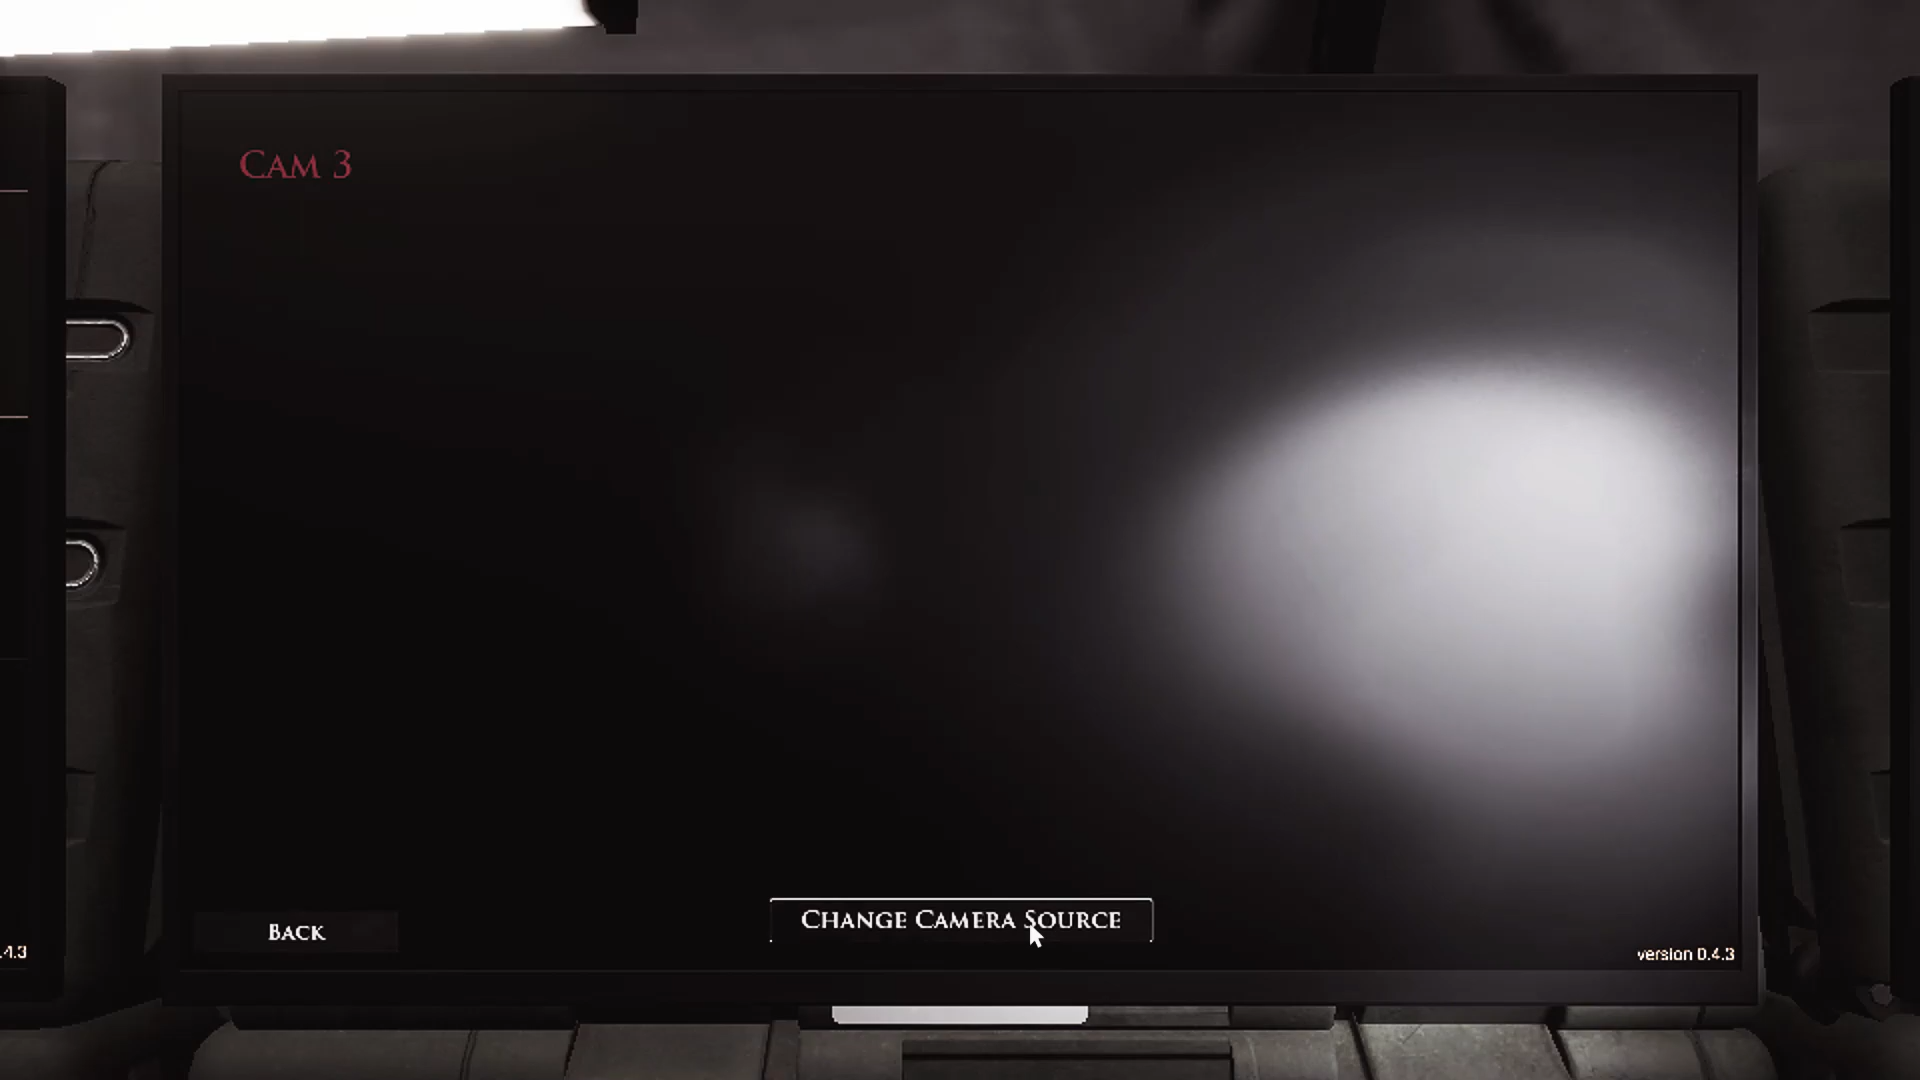 CAM 3
CHANGE CAMERA SOURCE
BACK
.4.3
version 0.4.3